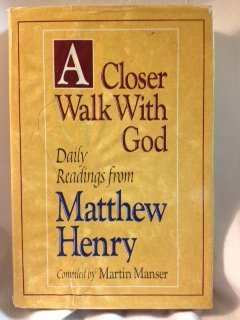 A Closer
Walk With
God
Daily
Readings from
Matthew
Henry
Compiled by Martin Manser